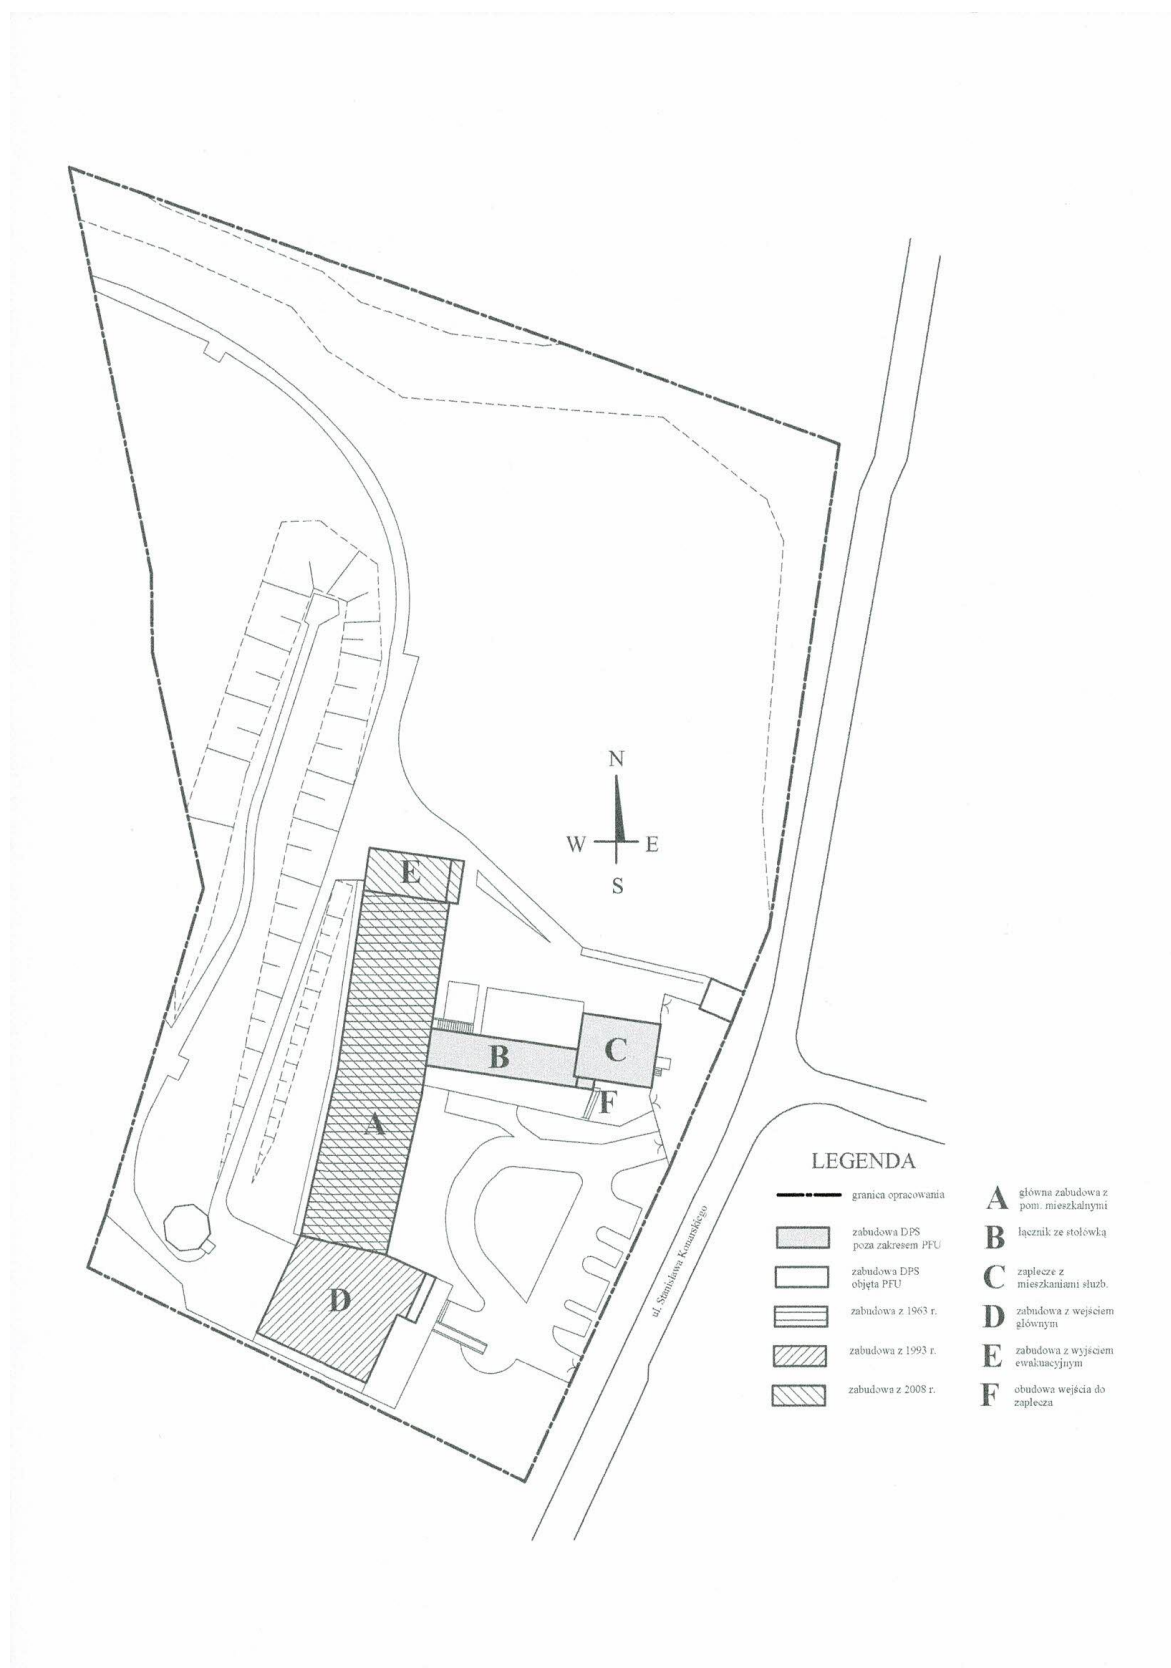 N
W E
S
E
B
C
F
A
D
ul. Stanisława Konarskiego
LEGENDA
granica opracowania
zabudowa DPS
poza zakresem PFU
zabudowa DPS
objęta PFU
zabudowa z 1963 r.
zabudowa z 1993 r.
zabudowa z 2008 r.
A główna zabudowa z
pom. mieszkalnymi
B łącznik ze stołówką
C zaplecze z
mieszkaniami służb.
D zabudowa z wejściem
głównym
E zabudowa z wyjściem
ewakuacyjnym
F obudowa wejścia do
zaplecza